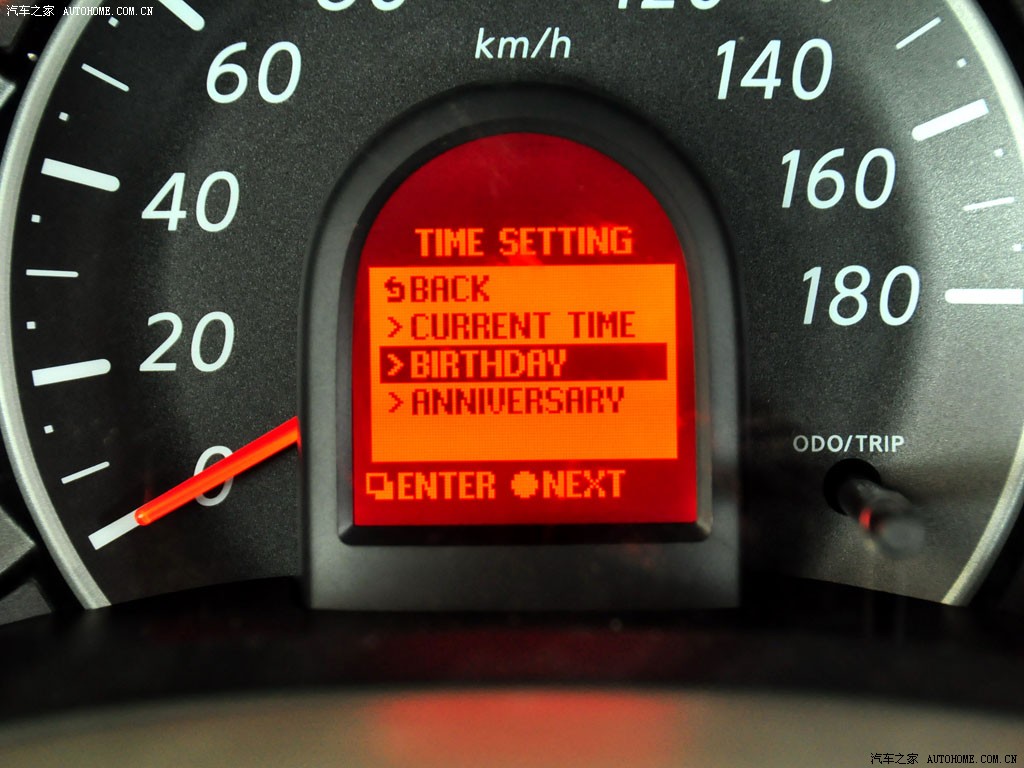 汽车之家 AUTOHOME.COM.CN
km/h
60
140
40
160
20
180
0
TIME SETTING
BACK
>CURRENT TIME
>BIRTHDAY
>ANNIVERSARY
ENTER NEXT
ODO/TRIP
汽车之家 AUTOHOME.COM.CN